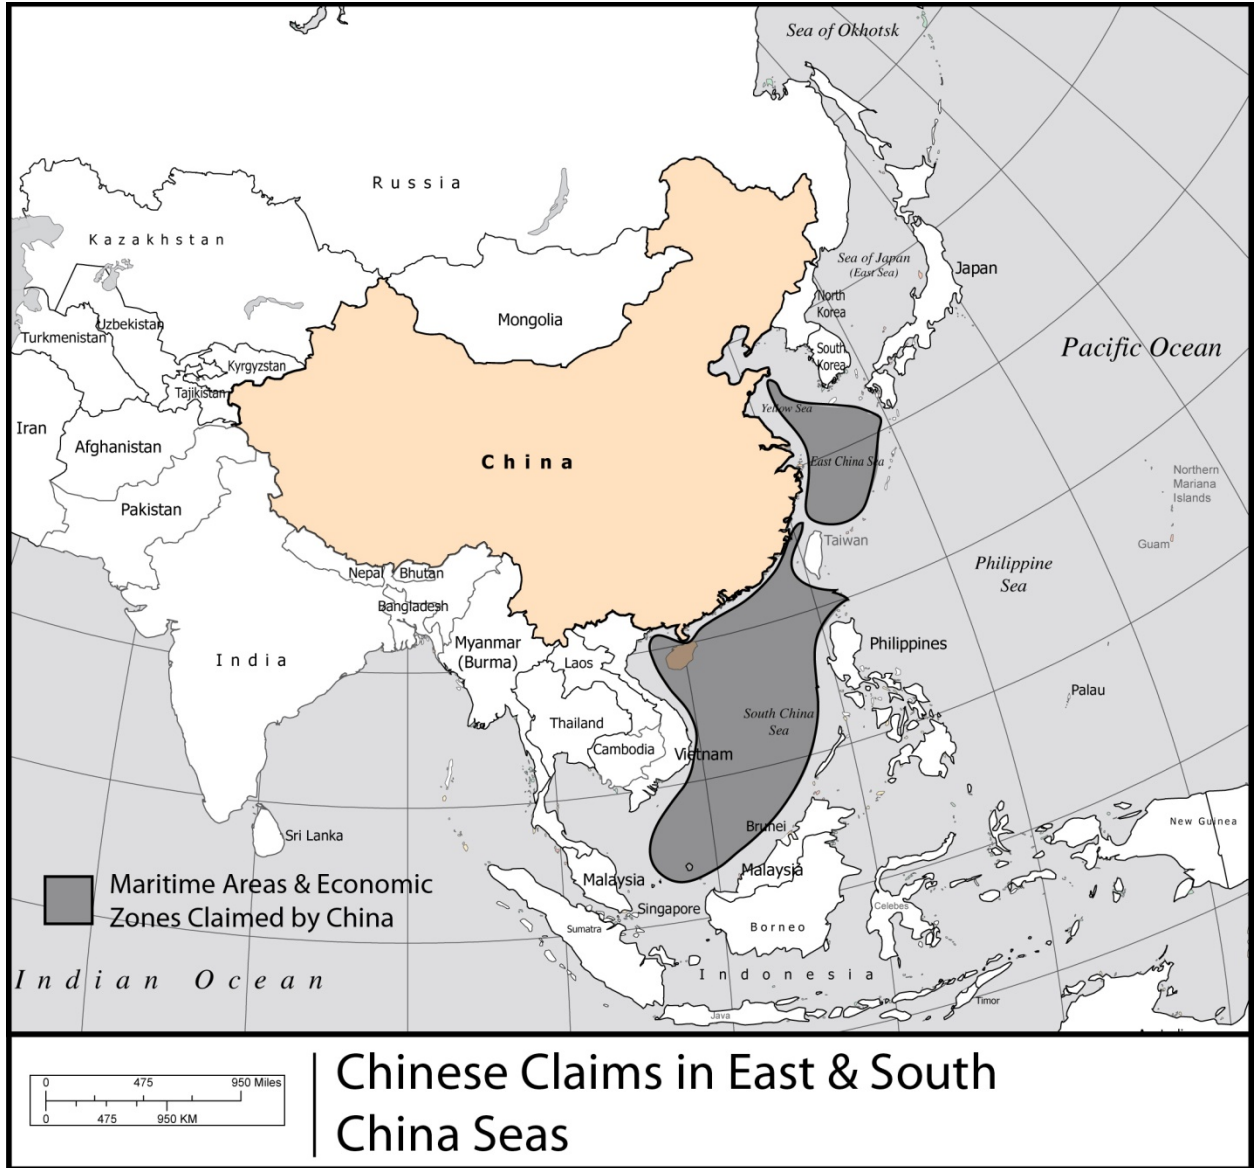 Sea of Okhotsk
Russia
Kazakhstan
Sea of Japan
(East Sea)
Japan
North
Korea
Mongolia
Uzbekistan
Turkmenistan
South
Korea
Pacific Ocean
Kyrgyzstan
Tajikistan
Yellow Sea
Iran
Afghanistan
China
East China Sea
Northern
Mariana
Islands
Pakistan
Taiwan
Guam
Philippine
Sea
Nepal
Bhutan
Bangladesh
Myanmar
(Burma)
Philippines
India
Laos
Palau
South China
Sea
Thailand
Cambodia
Vietnam
Sri Lanka
Brunei
New Guinea
Malaysia
Malaysia
Maritime Areas & Economic
Zones Claimed by China
Singapore
Celebes
Sumatra
Borneo
Indian Ocean
Indonesia
Timor
Java
0 475 950 Miles
0 475 950 KM
Chinese Claims in East & South
China Seas